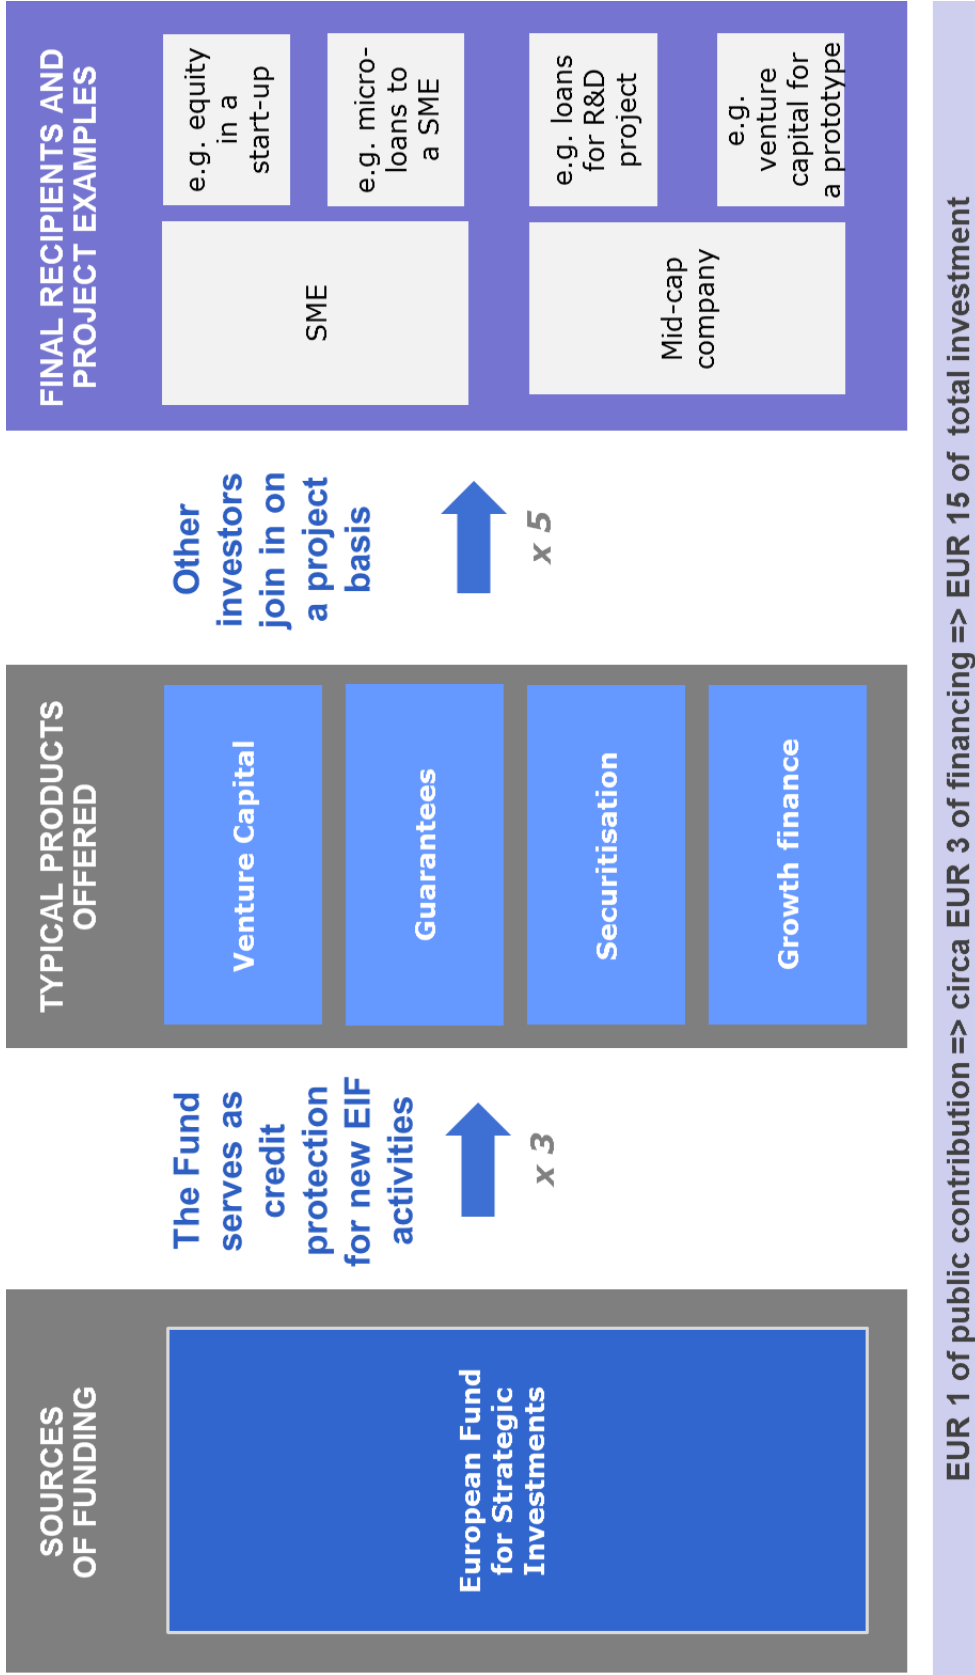 SOURCES
OF FUNDING
European Fund
for Strategic
Investments
The Fund
serves as
credit
protection
for new EIF
activities
x 3
TYPICAL PRODUCTS
OFFERED
Venture Capital
Guarantees
Securitisation
Growth finance
Other
investors
join in on
a project
basis
x 5
FINAL RECIPIENTS AND
PROJECT EXAMPLES
SME
e.g. equity
in a
start-up
e.g. micro-
loans to
a SME
Mid-cap
company
e.g. loans
for R&D
project
e.g.
venture
capital for
a prototype
EUR 1 of public contribution => circa EUR 3 of financing => EUR 15 of total investment